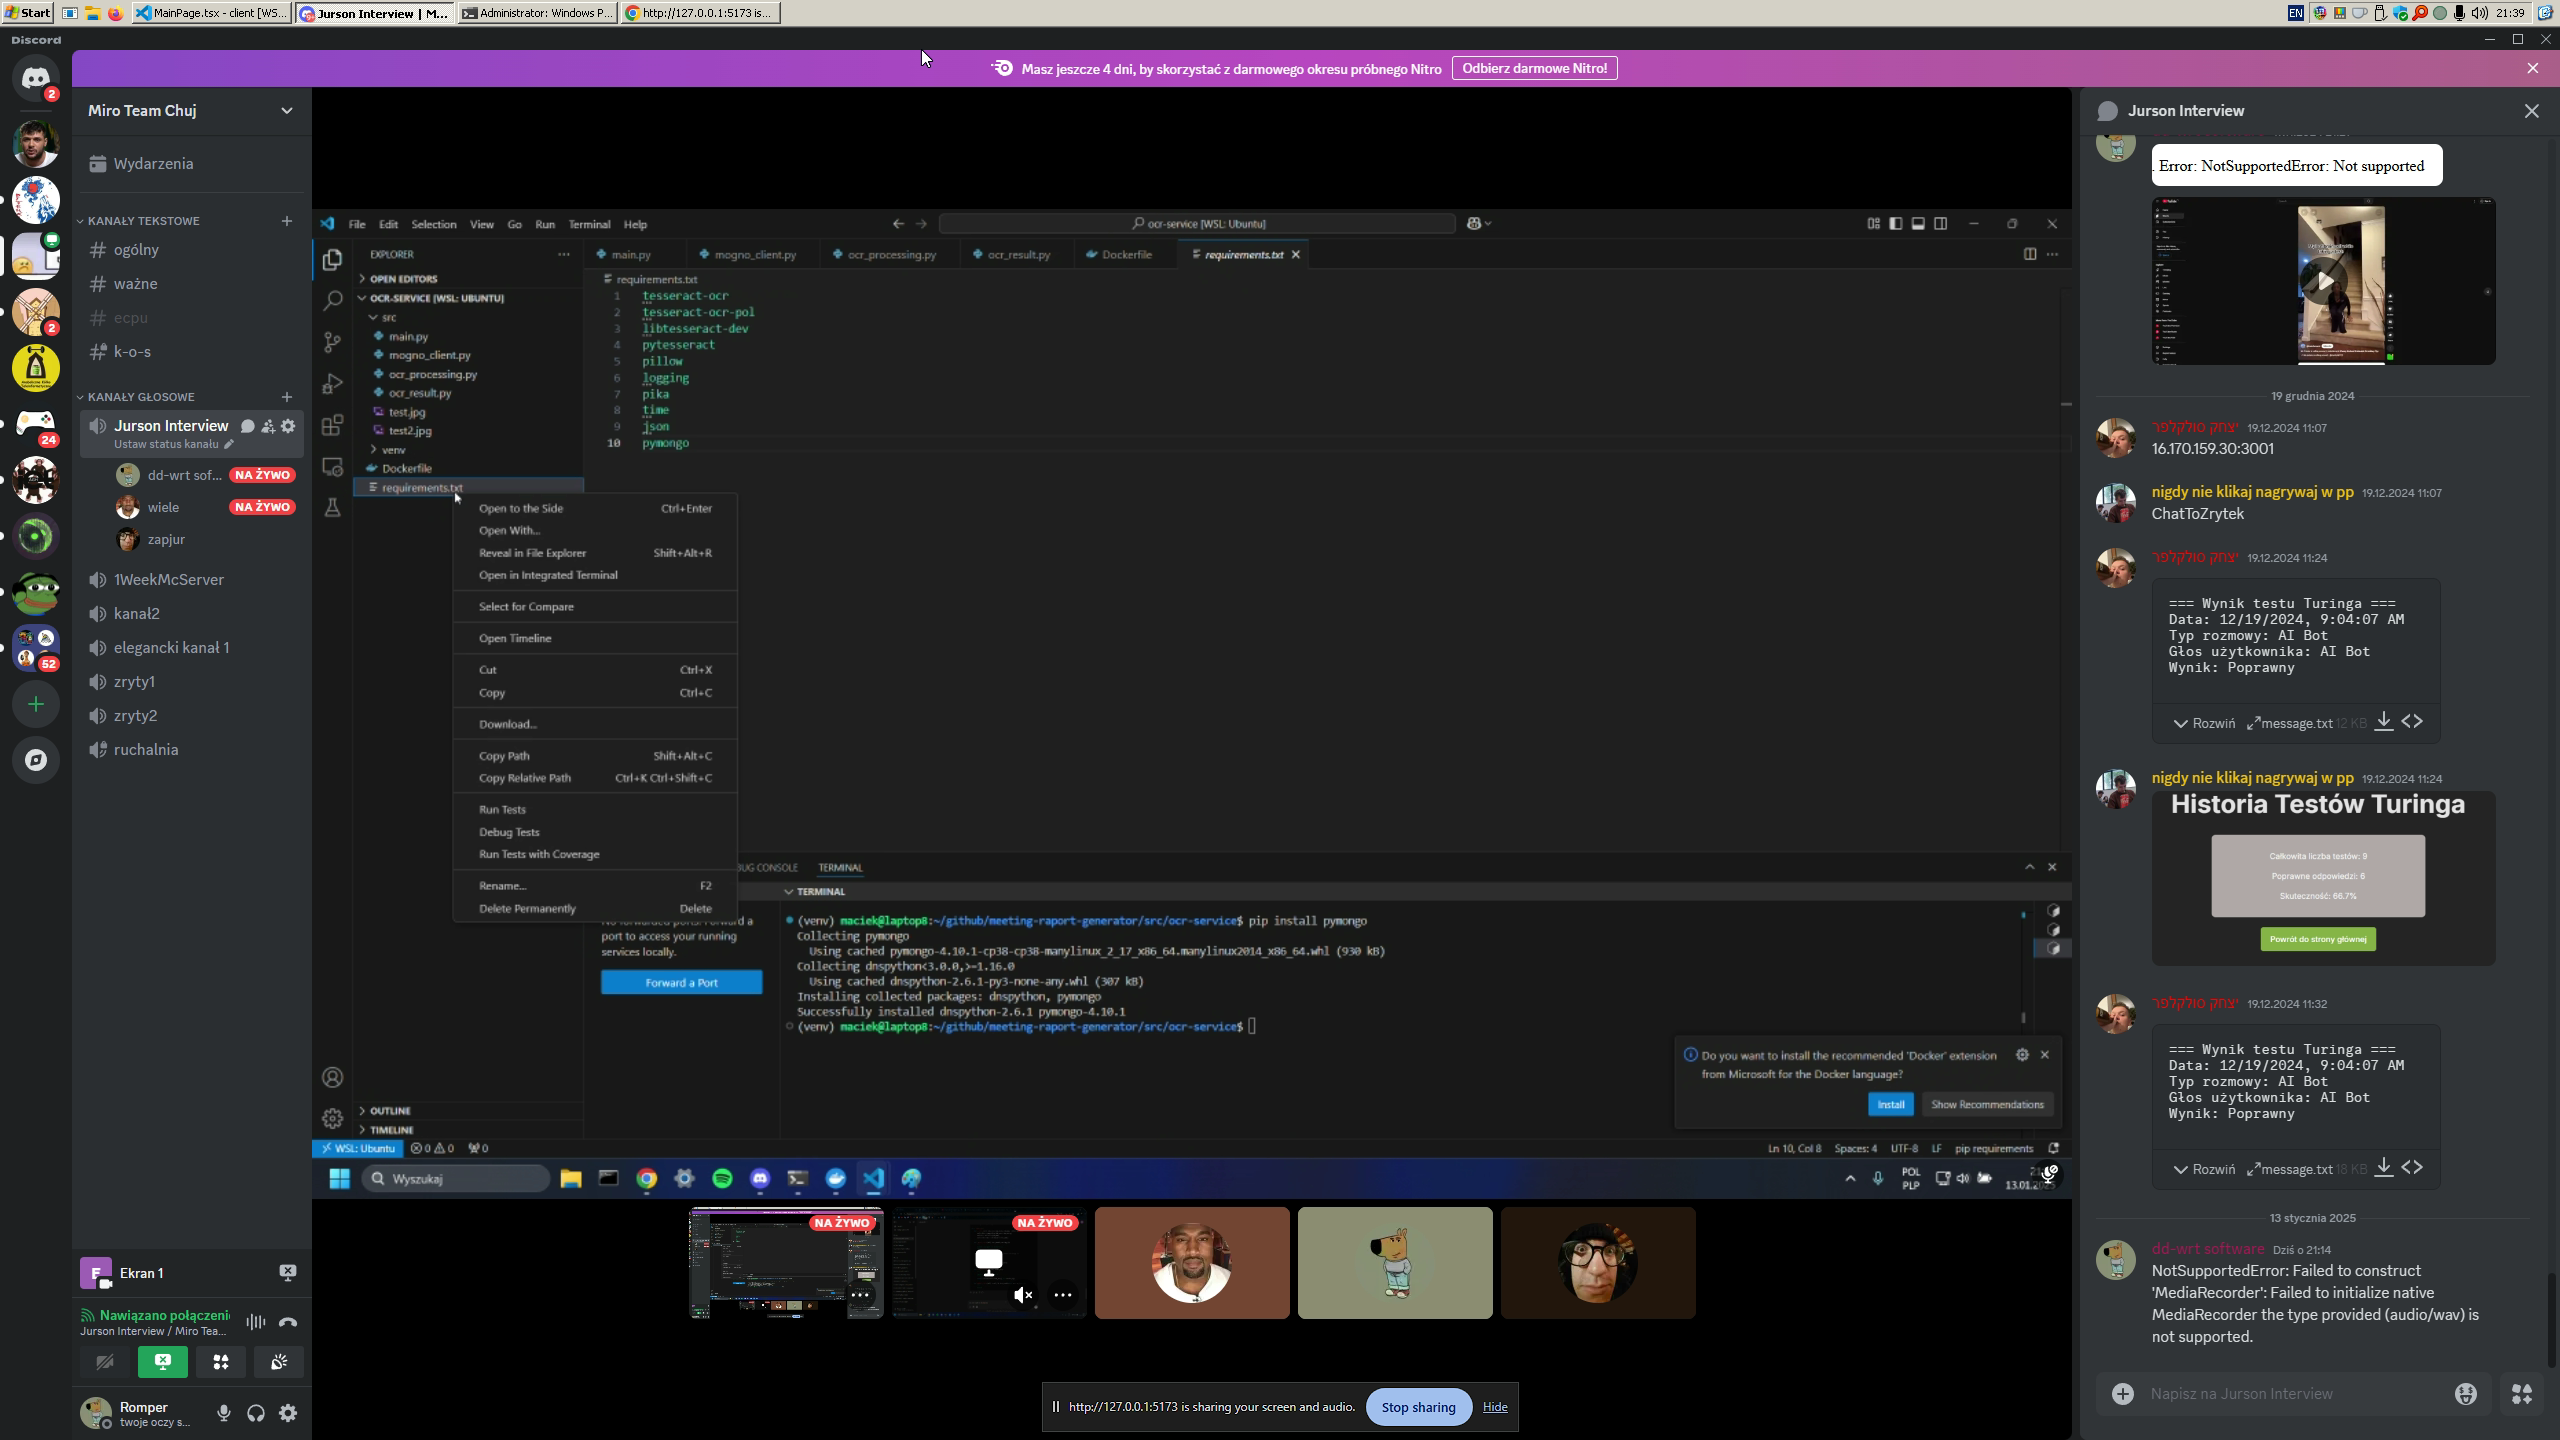 Start
MainPage.tsx - client [WS...
Jurson Interview | M...
Administrator: Windows P...
http://127.0.0.1:5173 is...
EN
21:39
Discord
Masz jeszcze 4 dni, by skorzystać z darmowego okresu próbnego Nitro
Odbierz darmowe Nitro!
2
2
24
52
Miro Team Chuj
Wydarzenia
KANAŁY TEKSTOWE
ogólny
ważne
ecpu
k-o-s
KANAŁY GŁOSOWE
Jurson Interview
Ustaw status kanału
dd-wrt sof... NA ŻYWO
wiele NA ŻYWO
zapjur
1WeekMcServer
kanał2
elegancki kanał 1
zryty1
zryty2
ruchalnia
Ekran 1
Nawiązano połączeni
Jurson Interview / Miro Tea...
Romper
twoje oczy s...
File Edit Selection View Go Run Terminal Help
ocr-service [WSL: Ubuntu]
EXPLORER
OPEN EDITORS
OCR-SERVICE [WSL: UBUNTU]
src
main.py
mogno_client.py
ocr_processing.py
ocr_result.py
test.jpg
test2.jpg
venv
Dockerfile
requirements.txt
main.py mogno_client.py ocr_processing.py ocr_result.py Dockerfile requirements.txt
requirements.txt
1 tesseract-ocr
2 tesseract-ocr-pol
3 libtesseract-dev
4 pytesseract
5 pillow
6 logging
7 pika
8 time
9 json
10 pymongo
Open to the Side Ctrl+Enter
Open With...
Reveal in File Explorer Shift+Alt+R
Open in Integrated Terminal
Select for Compare
Open Timeline
Cut Ctrl+X
Copy Ctrl+C
Download...
Copy Path Shift+Alt+C
Copy Relative Path Ctrl+K Ctrl+Shift+C
Run Tests
Debug Tests
Run Tests with Coverage
Rename... F2
Delete Permanently Delete
BUG CONSOLE TERMINAL
TERMINAL
port to access your running
services locally.
Forward a Port
(venv) maciek@laptop8:~/github/meeting-raport-generator/src/ocr-service$ pip install pymongo
Collecting pymongo
Using cached pymongo-4.10.1-cp38-cp38-manylinux_2_17_x86_64.manylinux2014_x86_64.whl (930 kB)
Collecting dnspython<3.0.0,>=1.16.0
Using cached dnspython-2.6.1-py3-none-any.whl (307 kB)
Installing collected packages: dnspython, pymongo
Successfully installed dnspython-2.6.1 pymongo-4.10.1
(venv) maciek@laptop8:~/github/meeting-raport-generator/src/ocr-service$
Do you want to install the recommended 'Docker' extension
from Microsoft for the Docker language?
Install Show Recommendations
OUTLINE
TIMELINE
WSL: Ubuntu 0 0 0
Ln 10, Col 8 Spaces: 4 UTF-8 LF pip requirements
Wyszukaj
POL
PLP
13.01.2025
NA ŻYWO
NA ŻYWO
http://127.0.0.1:5173 is sharing your screen and audio.
Stop sharing
Hide
Jurson Interview
. Error: NotSupportedError: Not supported
19 grudnia 2024
יצחק סולקלפר 19.12.2024 11:07
16.170.159.30:3001
nigdy nie klikaj nagrywaj w pp 19.12.2024 11:07
ChatToZrytek
יצחק סולקלפר 19.12.2024 11:24
=== Wynik testu Turinga ===
Data: 12/19/2024, 9:04:07 AM
Typ rozmowy: AI Bot
Głos użytkownika: AI Bot
Wynik: Poprawny
Rozwiń message.txt 12 KB
nigdy nie klikaj nagrywaj w pp 19.12.2024 11:24
Historia Testów Turinga
Całkowita liczba testów: 9
Poprawne odpowiedzi: 6
Skuteczność: 66.7%
Powrót do strony głównej
יצחק סולקלפר 19.12.2024 11:32
=== Wynik testu Turinga ===
Data: 12/19/2024, 9:04:07 AM
Typ rozmowy: AI Bot
Głos użytkownika: AI Bot
Wynik: Poprawny
Rozwiń message.txt 18 KB
13 stycznia 2025
dd-wrt software Dziś o 21:14
NotSupportedError: Failed to construct
'MediaRecorder': Failed to initialize native
MediaRecorder the type provided (audio/wav) is
not supported.
Napisz na Jurson Interview